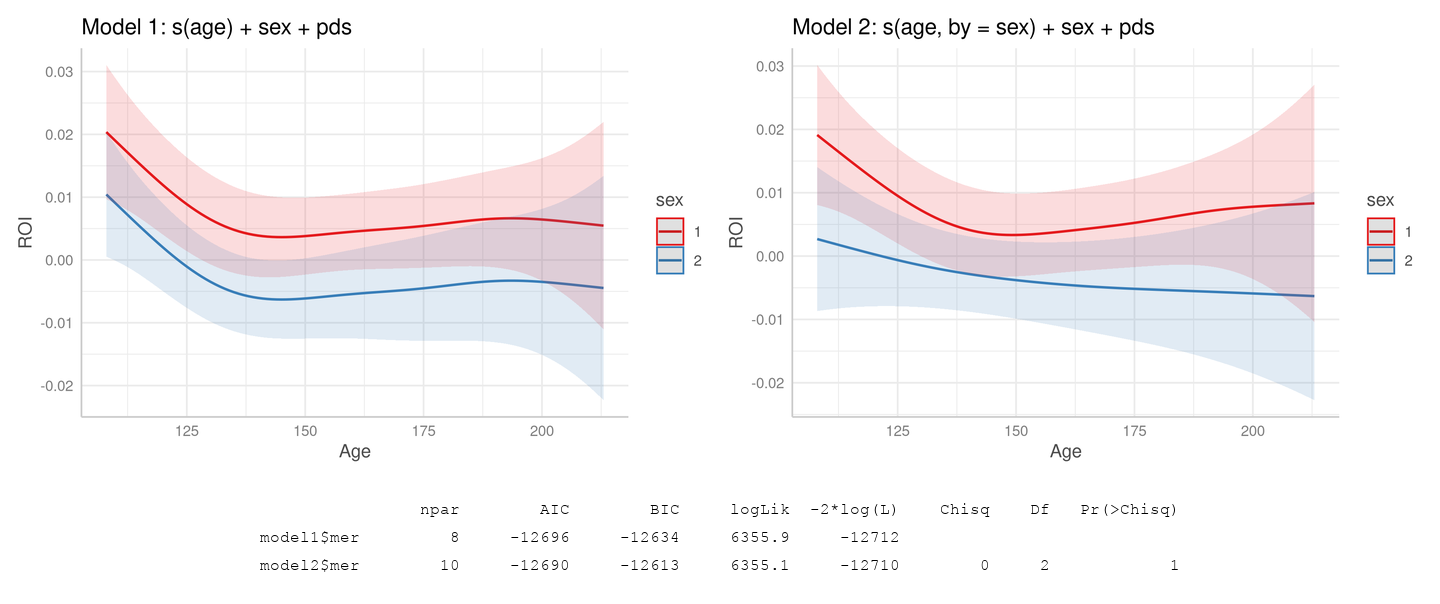 Model 1: s(age) + sex + pds
0.03
0.02
0.01
0.00
-0.01
-0.02
ROI
125 150 175 200
Age
sex
1
2
Model 2: s(age, by = sex) + sex + pds
0.03
0.02
0.01
0.00
-0.01
-0.02
ROI
125 150 175 200
Age
sex
1
2
npar AIC BIC logLik -2*log(L) Chisq Df Pr(>Chisq)
model1$mer 8 -12696 -12634 6355.9 -12712
model2$mer 10 -12690 -12613 6355.1 -12710 0 2 1